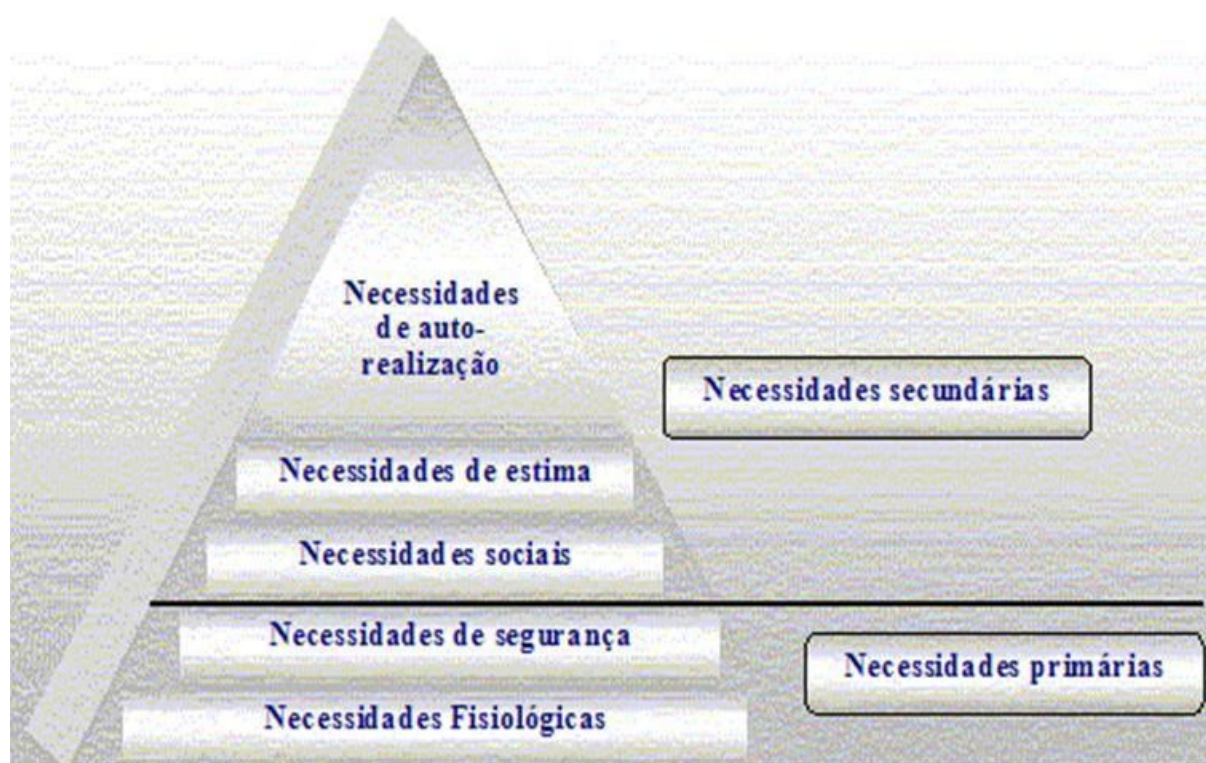 Necessidades
de auto-
realização
Necessidades secundárias
Necessidades de estima
Necessidades sociais
Necessidades de segurança
Necessidades primárias
Necessidades Fisiológicas